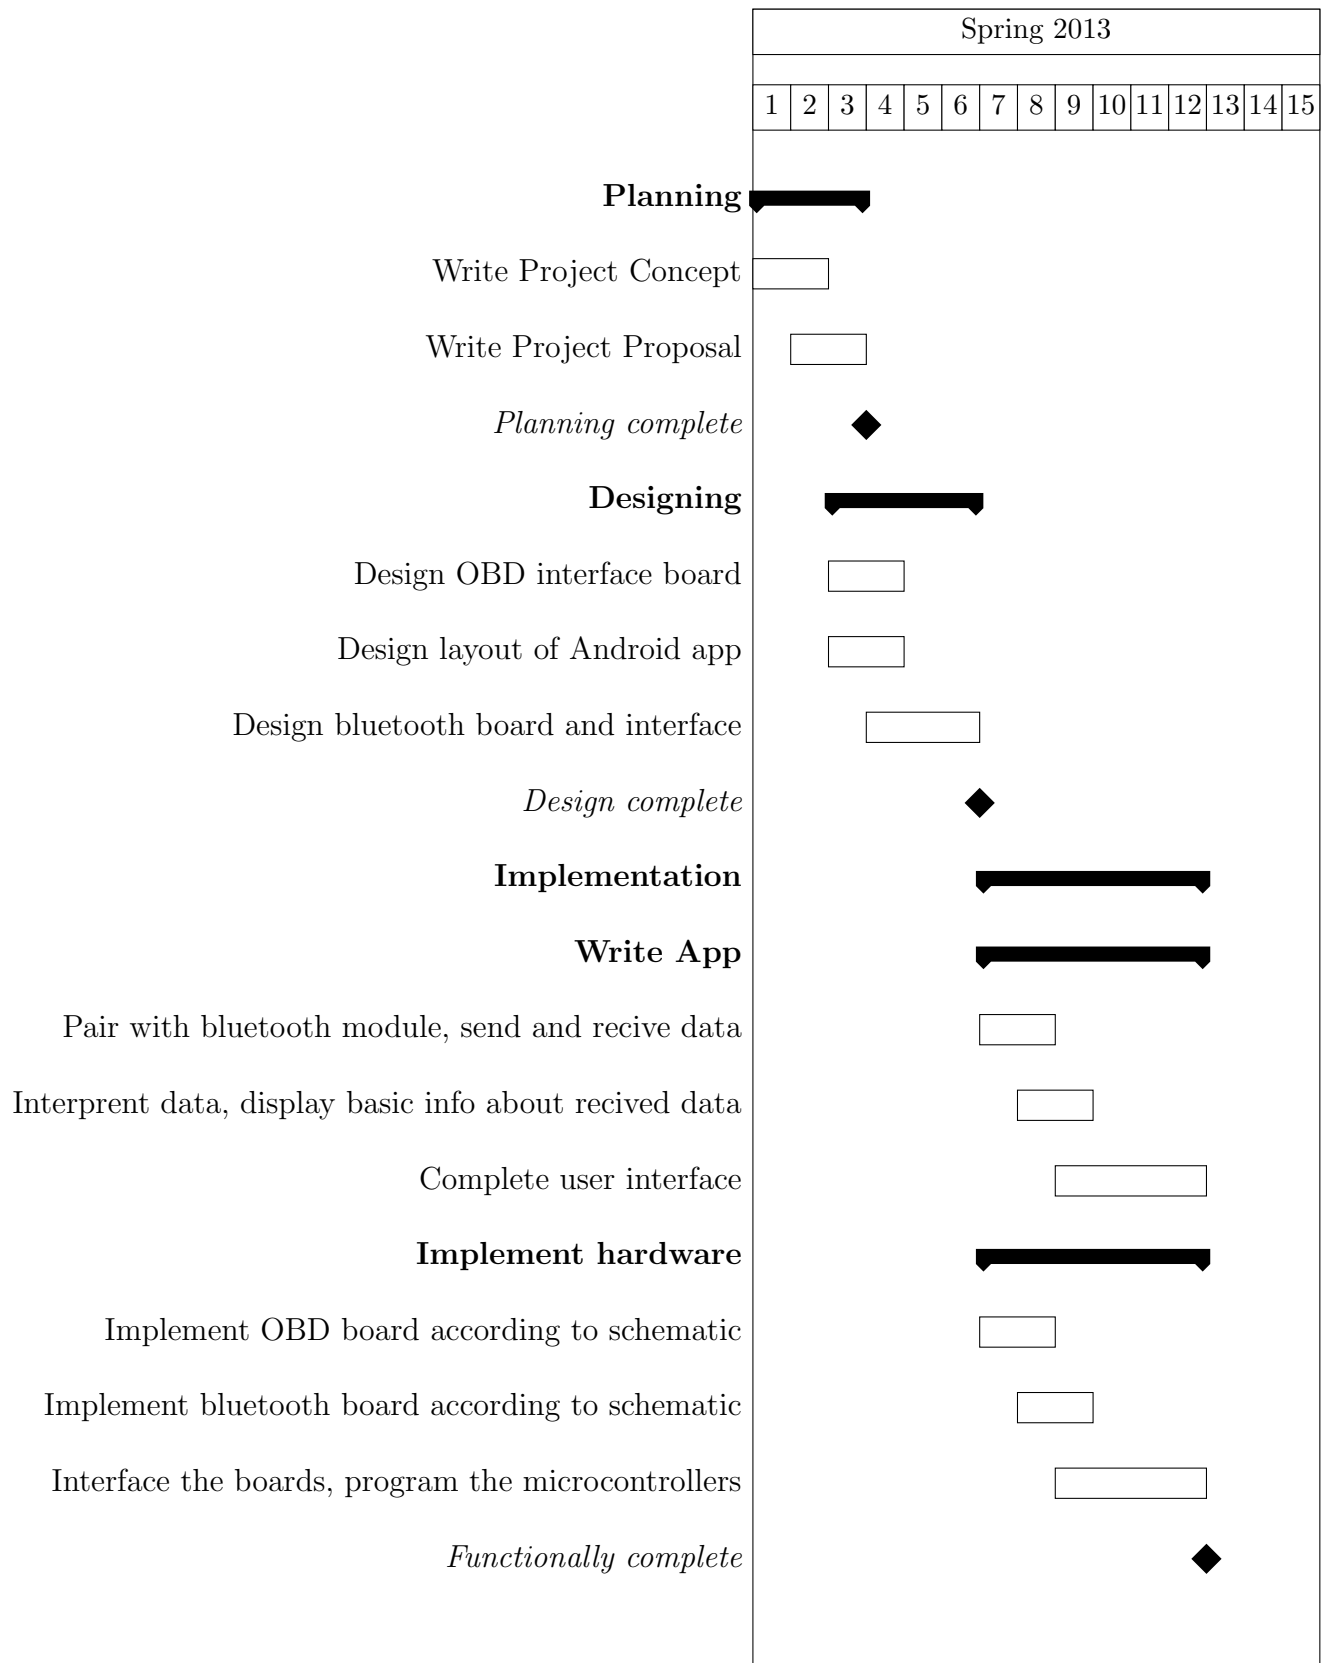 Spring 2013
1 2 3 4 5 6 7 8 9 10 11 12 13 14 15
Planning
Write Project Concept
Write Project Proposal
Planning complete
Designing
Design OBD interface board
Design layout of Android app
Design bluetooth board and interface
Design complete
Implementation
Write App
Pair with bluetooth module, send and recive data
Interprent data, display basic info about recived data
Complete user interface
Implement hardware
Implement OBD board according to schematic
Implement bluetooth board according to schematic
Interface the boards, program the microcontrollers
Functionally complete